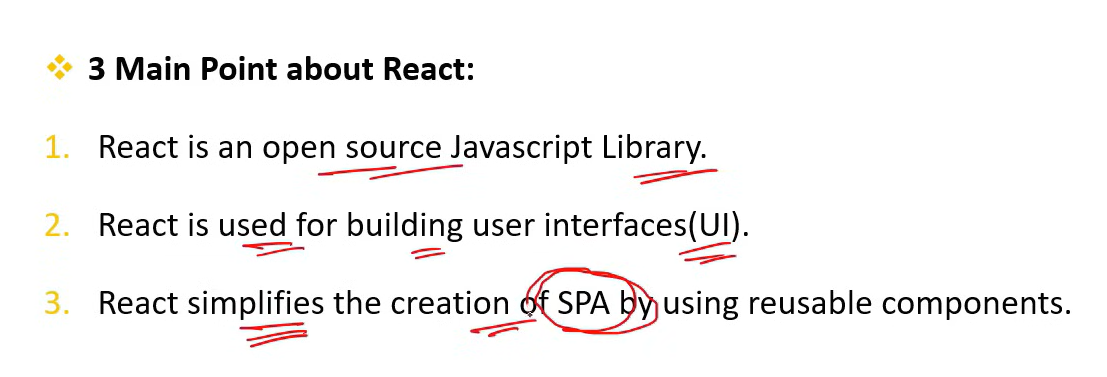 3 Main Point about React:
1. React is an open source Javascript Library.
2. React is used for building user interfaces(UI).
3. React simplifies the creation of SPA by using reusable components.